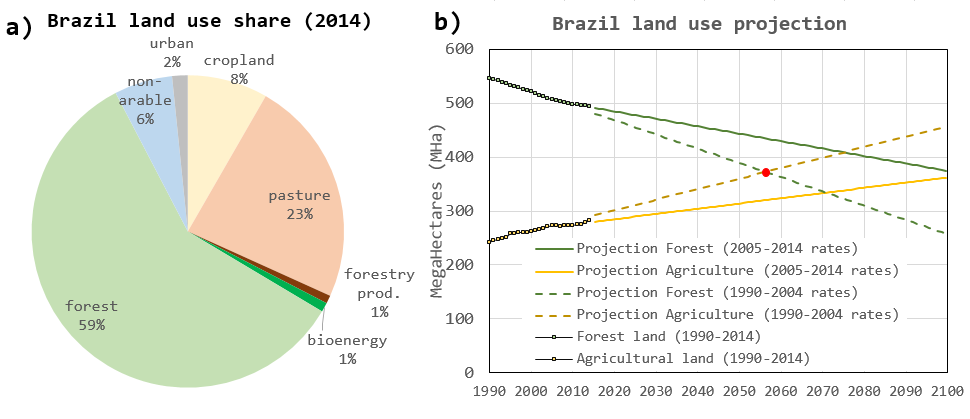 a)
Brazil land use share (2014)
urban
2%
cropland
8%
non-
arable
6%
pasture
23%
forestry
prod.
1%
bioenergy
1%
forest
59%
b)
Brazil land use projection
MegaHectares (MHa)
600
500
400
300
200
100
0
Projection Forest (2005-2014 rates)
Projection Agriculture (2005-2014 rates)
Projection Forest (1990-2004 rates)
Projection Agriculture (1990-2004 rates)
Forest land (1990-2014)
Agricultural land (1990-2014)
1990 2000 2010 2020 2030 2040 2050 2060 2070 2080 2090 2100